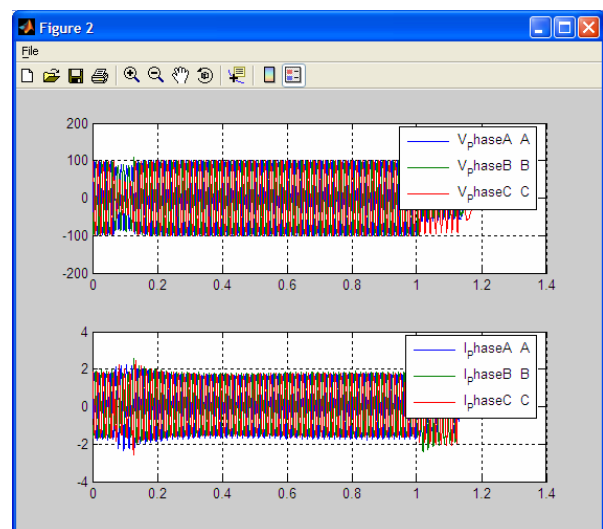 Figure 2
File
200
100
0
-100
-200
0 0.2 0.4 0.6 0.8 1 1.2 1.4
VphaseA A
VphaseB B
VphaseC C
4
2
0
-2
-4
0 0.2 0.4 0.6 0.8 1 1.2 1.4
IphaseA A
IphaseB B
IphaseC C